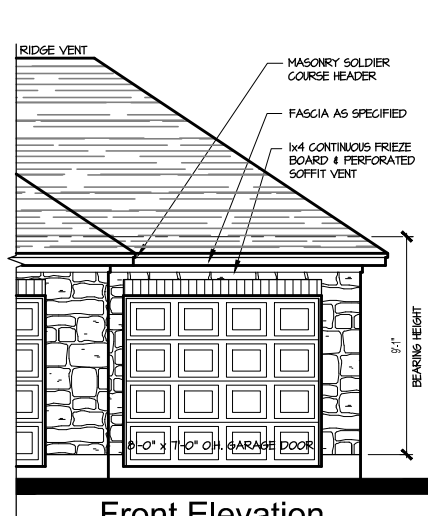 RIDGE VENT
MASONRY SOLDIER
COURSE HEADER
FASCIA AS SPECIFIED
1x4 CONTINUOUS FRIEZE
BOARD & PERFORATED
SOFFIT VENT
9'-1"
BEARING HEIGHT
8'-0" x 7'-0" O.H. GARAGE DOOR
Front Elevation